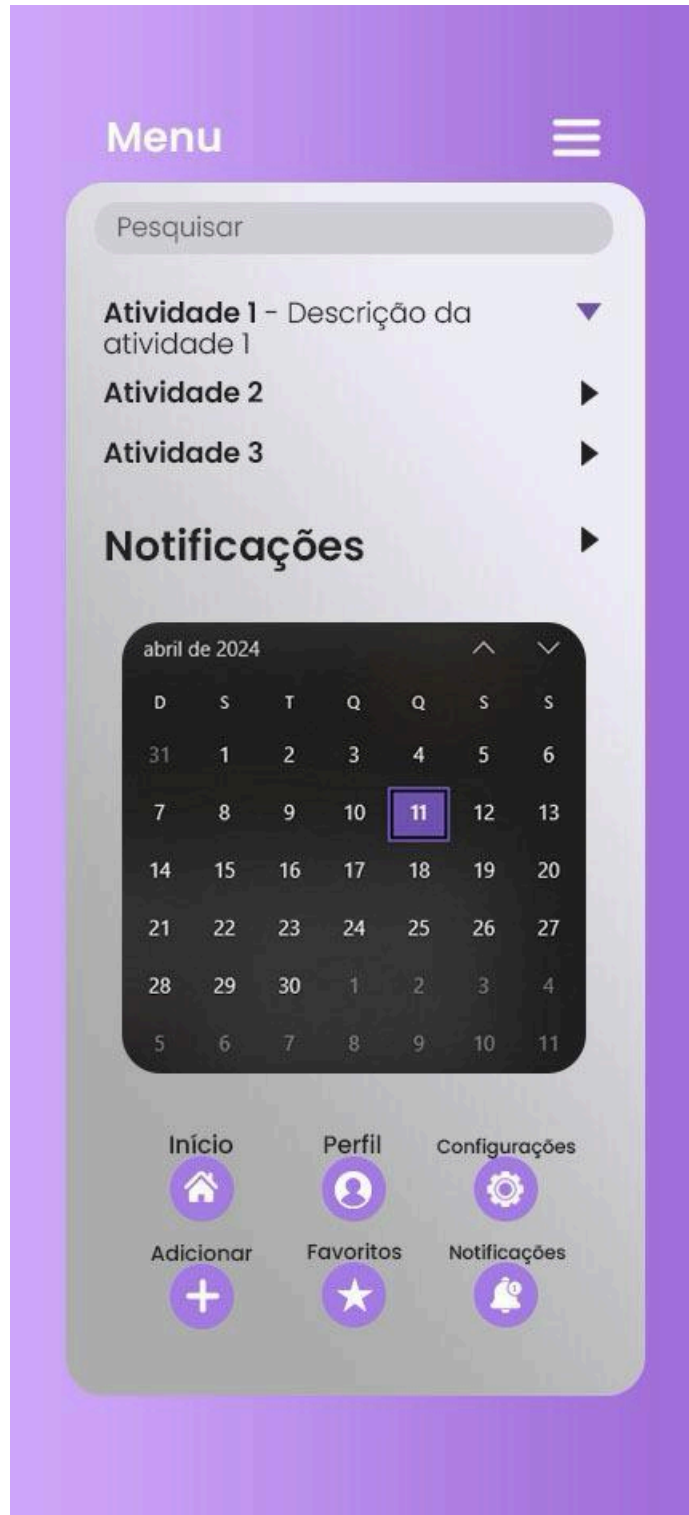 Menu
Pesquisar
Atividade 1 - Descrição da
atividade 1
Atividade 2
Atividade 3
Notificações
abril de 2024
D S T Q Q S S
31 1 2 3 4 5 6
7 8 9 10 11 12 13
14 15 16 17 18 19 20
21 22 23 24 25 26 27
28 29 30 1 2 3 4
5 6 7 8 9 10 11
Início Perfil Configurações
Adicionar Favoritos Notificações
1